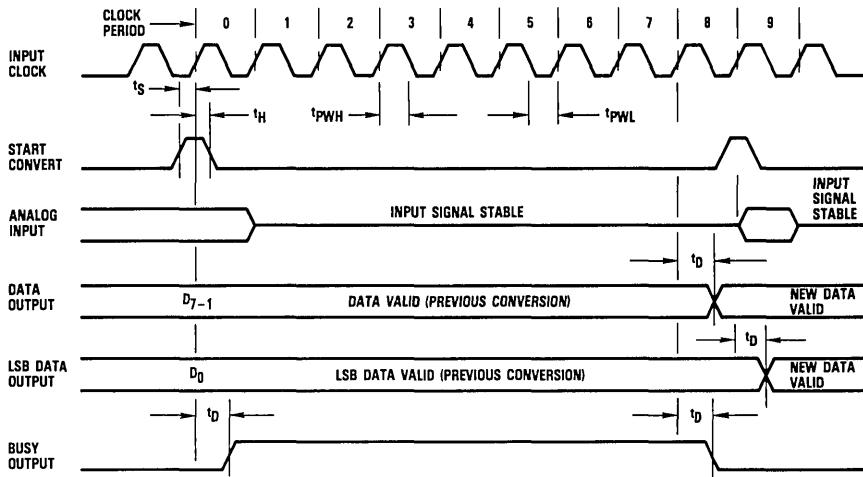 CLOCK
PERIOD
0 1 2 3 4 5 6 7 8 9
INPUT
CLOCK
tS
tH
tPWH
tPWL
START
CONVERT
ANALOG
INPUT
INPUT SIGNAL STABLE
INPUT
SIGNAL
STABLE
tD
DATA
OUTPUT
D7–1
DATA VALID (PREVIOUS CONVERSION)
NEW DATA
VALID
tD
LSB DATA
OUTPUT
D0
LSB DATA VALID (PREVIOUS CONVERSION)
NEW DATA
VALID
tD
tD
BUSY
OUTPUT